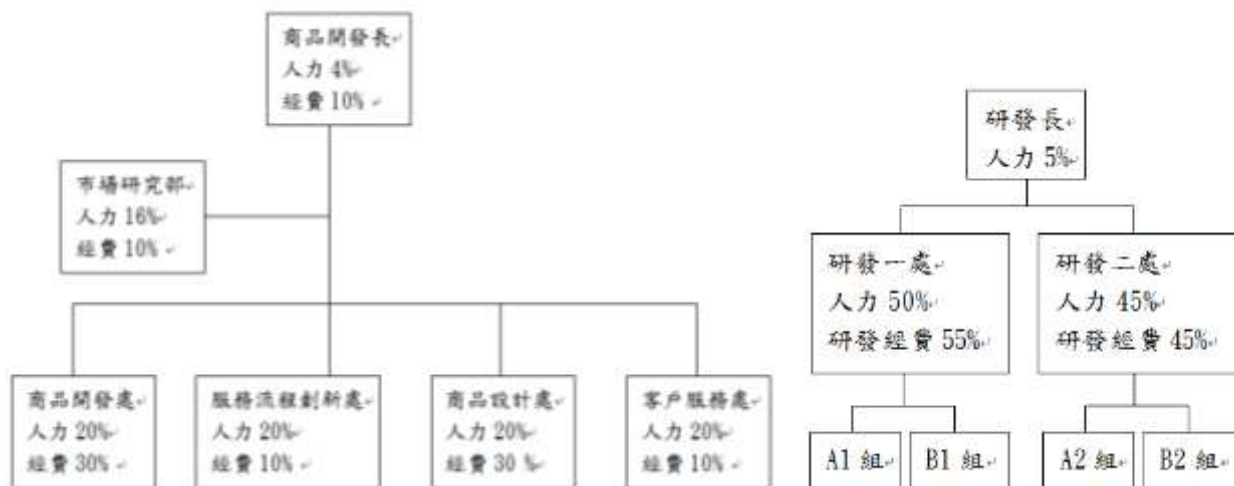 商品開發長
人力 4%
經費 10%
市場研究部
人力 16%
經費 10%
商品開發處
人力 20%
經費 30%
服務流程創新處
人力 20%
經費 10%
商品設計處
人力 20%
經費 30 %
客戶服務處
人力 20%
經費 10%
研發長
人力 5%
研發一處
人力 50%
研發經費 55%
研發二處
人力 45%
研發經費 45%
A1 組
B1 組
A2 組
B2 組